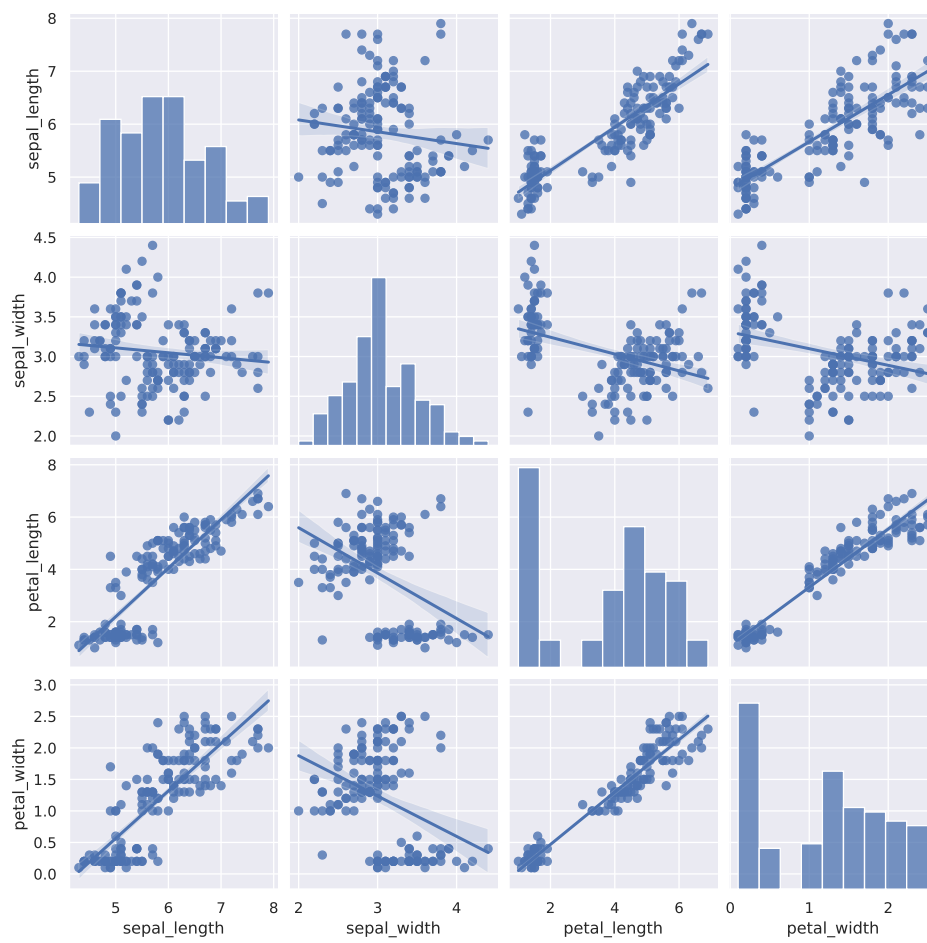 8
7
6
5
sepal_length
4.5
4.0
3.5
3.0
2.5
2.0
sepal_width
8
6
4
2
petal_length
3.0
2.5
2.0
1.5
1.0
0.5
0.0
petal_width
5 6 7 8
2 3 4
2 4 6
0 1 2
sepal_length
sepal_width
petal_length
petal_width